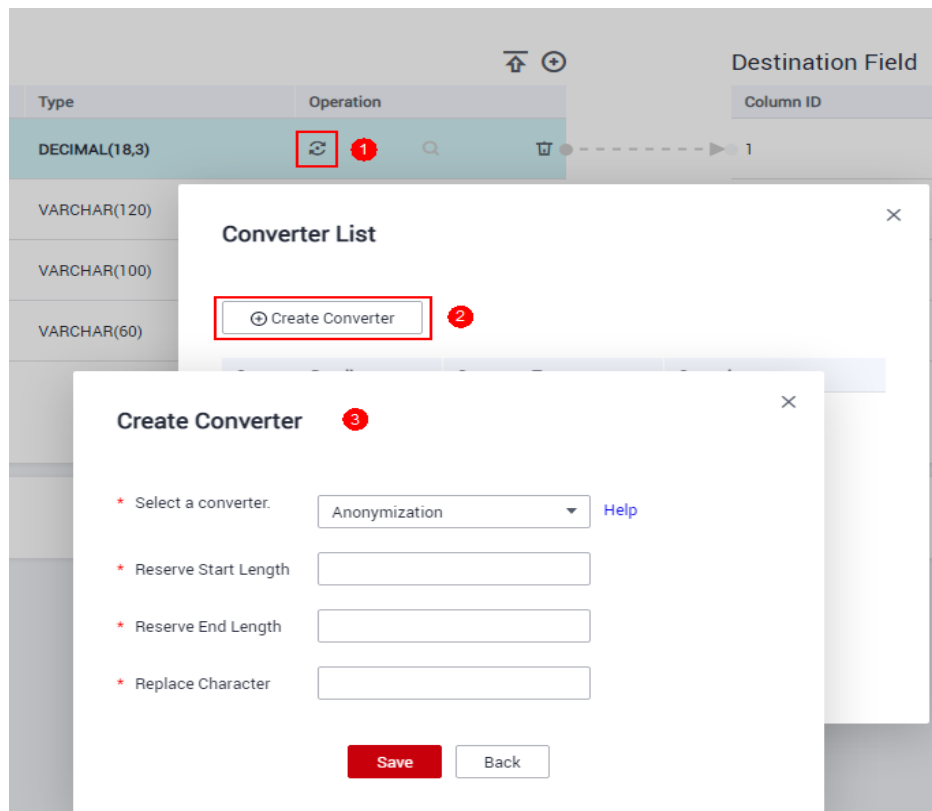 Destination Field
Type Operation Column ID
DECIMAL(18,3) 1 1
VARCHAR(120)
Converter List
VARCHAR(100)
Create Converter 2
VARCHAR(60)
Create Converter 3
* Select a converter. Anonymization Help
* Reserve Start Length
* Reserve End Length
* Replace Character
Save Back